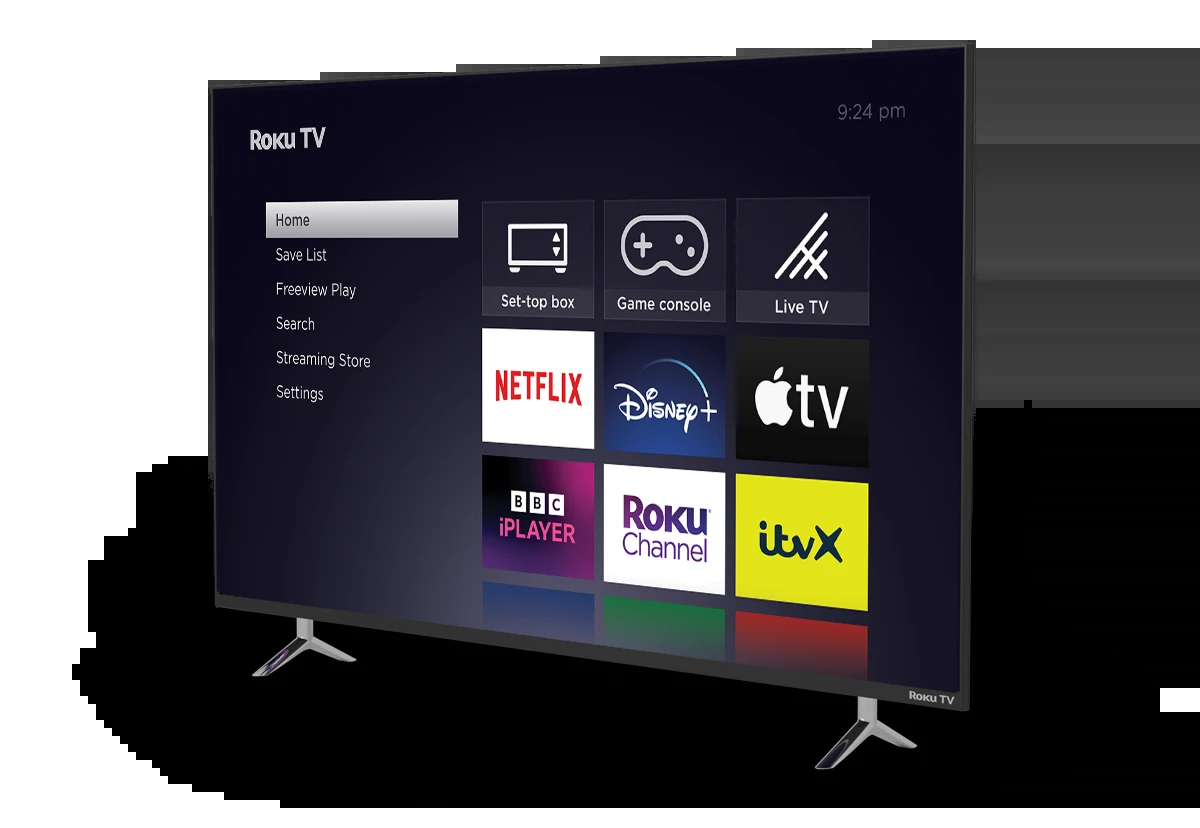 Roku TV
9:24 pm
Home
Save List
Freeview Play
Search
Streaming Store
Settings
Set-top box
Game console
Live TV
NETFLIX
Disney+
tv
BBC
iPLAYER
Roku
Channel
itvX
Roku TV